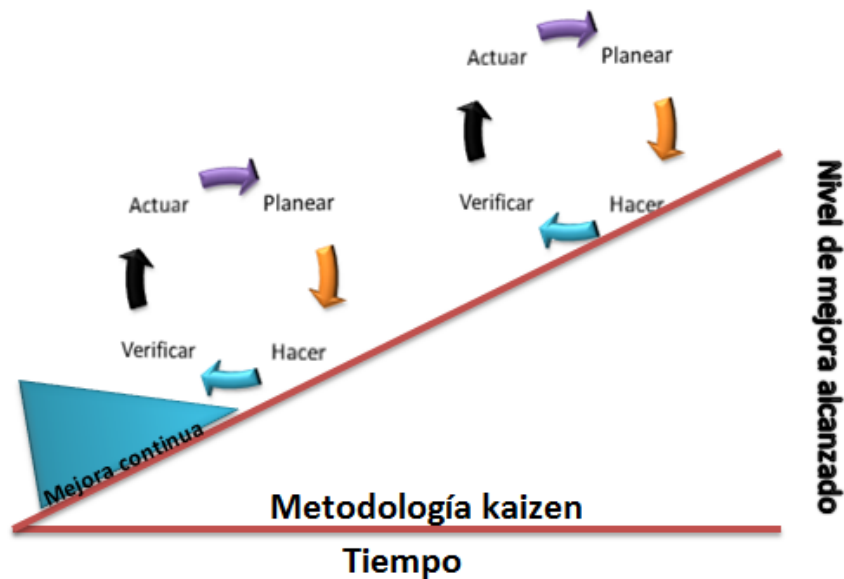 Actuar
Planear
Verificar
Hacer
Actuar
Planear
Verificar
Hacer
Mejora continua
Nivel de mejora alcanzado
Metodología kaizen
Tiempo